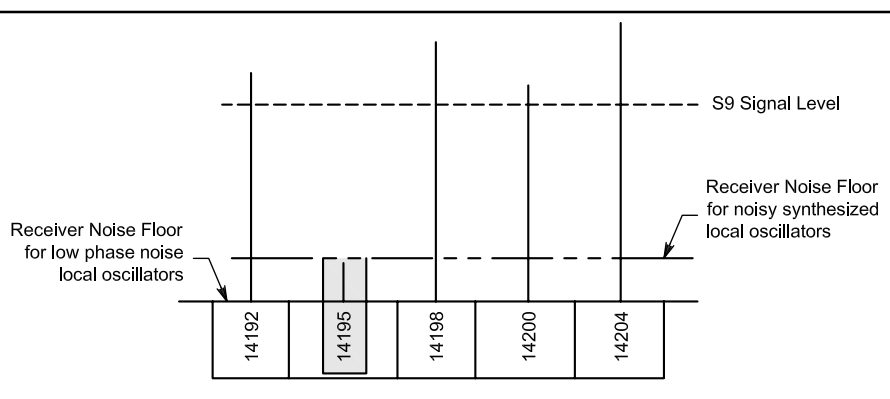 S9 Signal Level
Receiver Noise Floor
for noisy synthesized
local oscillators
Receiver Noise Floor
for low phase noise
local oscillators
14192
14195
14198
14200
14204